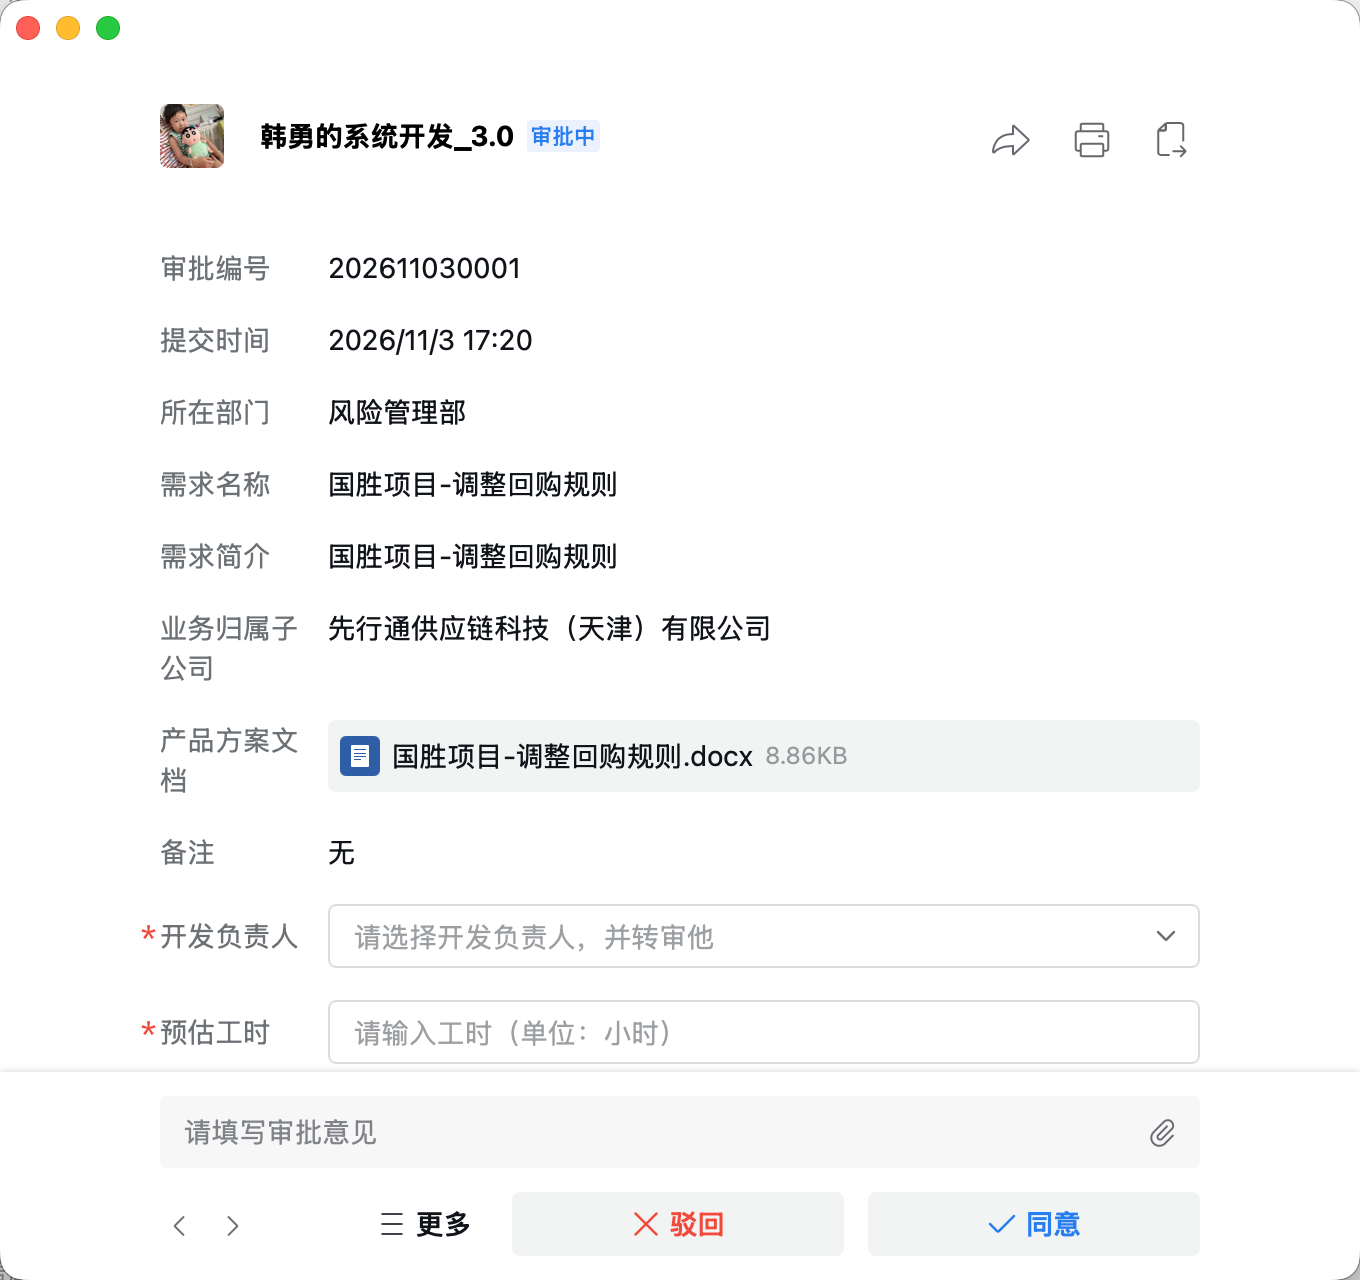 韩勇的系统开发_3.0 审批中
审批编号 202611030001
提交时间 2026/11/3 17:20
所在部门 风险管理部
需求名称 国胜项目-调整回购规则
需求简介 国胜项目-调整回购规则
业务归属子公司 先行通供应链科技（天津）有限公司
产品方案文档 国胜项目-调整回购规则.docx 8.86KB
备注 无
*开发负责人 请选择开发负责人，并转审他
*预估工时 请输入工时（单位：小时）
请填写审批意见
更多 驳回 同意